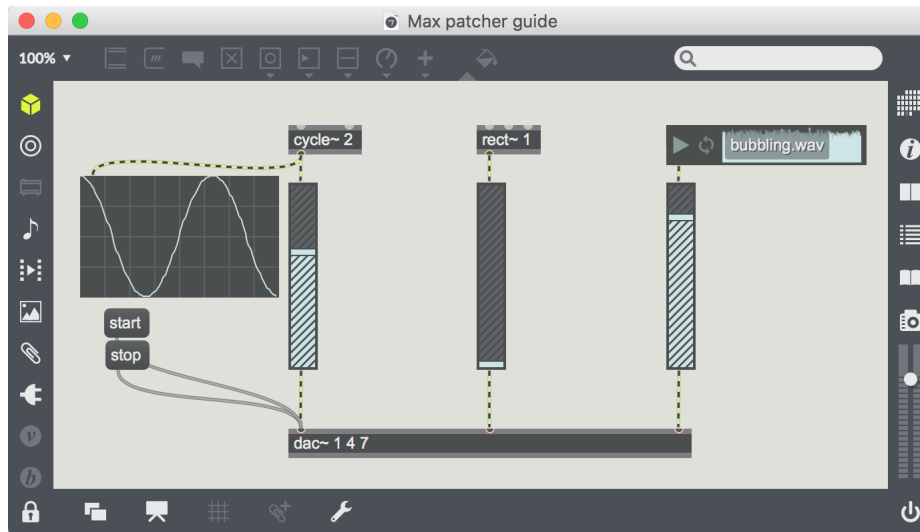 Max patcher guide
100%
m
cycle~ 2
rect~ 1
bubbling.wav
start
stop
dac~ 1 4 7
v
b